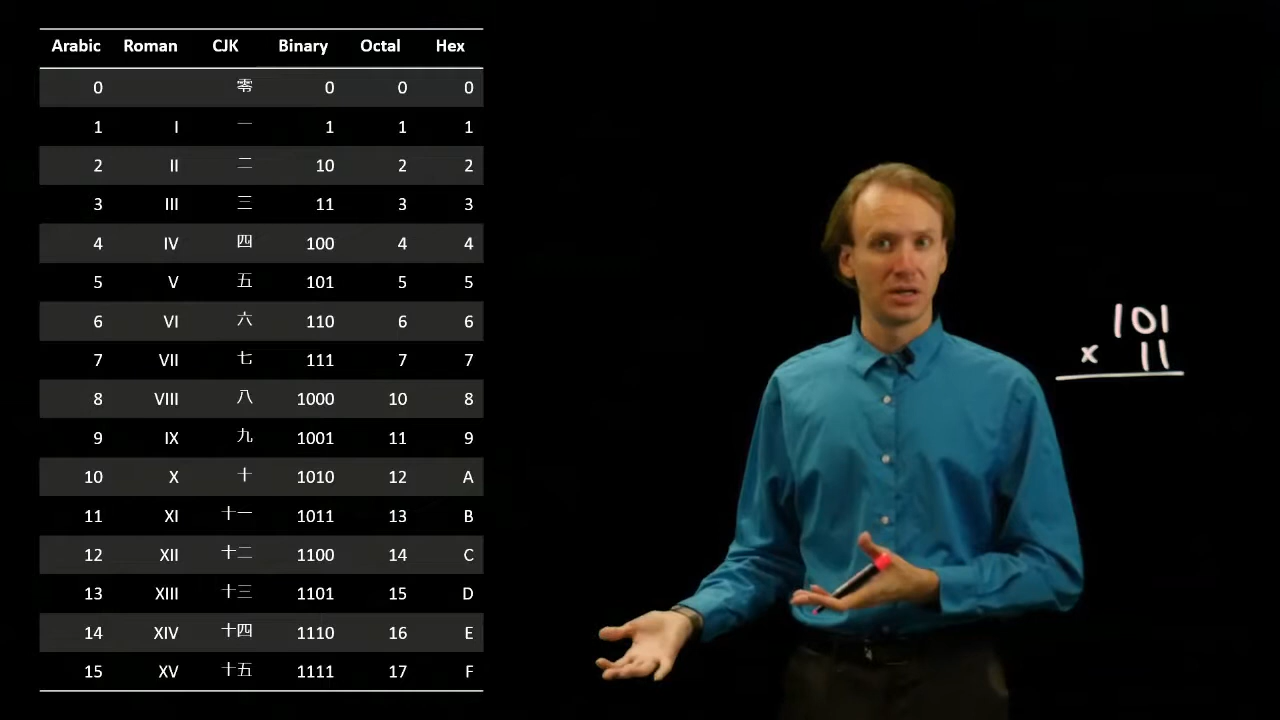 Arabic Roman CJK Binary Octal Hex
0 零 0 0 0
1 I 一 1 1 1
2 II 二 10 2 2
3 III 三 11 3 3
4 IV 四 100 4 4
5 V 五 101 5 5
6 VI 六 110 6 6
7 VII 七 111 7 7
8 VIII 八 1000 10 8
9 IX 九 1001 11 9
10 X 十 1010 12 A
11 XI 十一 1011 13 B
12 XII 十二 1100 14 C
13 XIII 十三 1101 15 D
14 XIV 十四 1110 16 E
15 XV 十五 1111 17 F
101
x 11